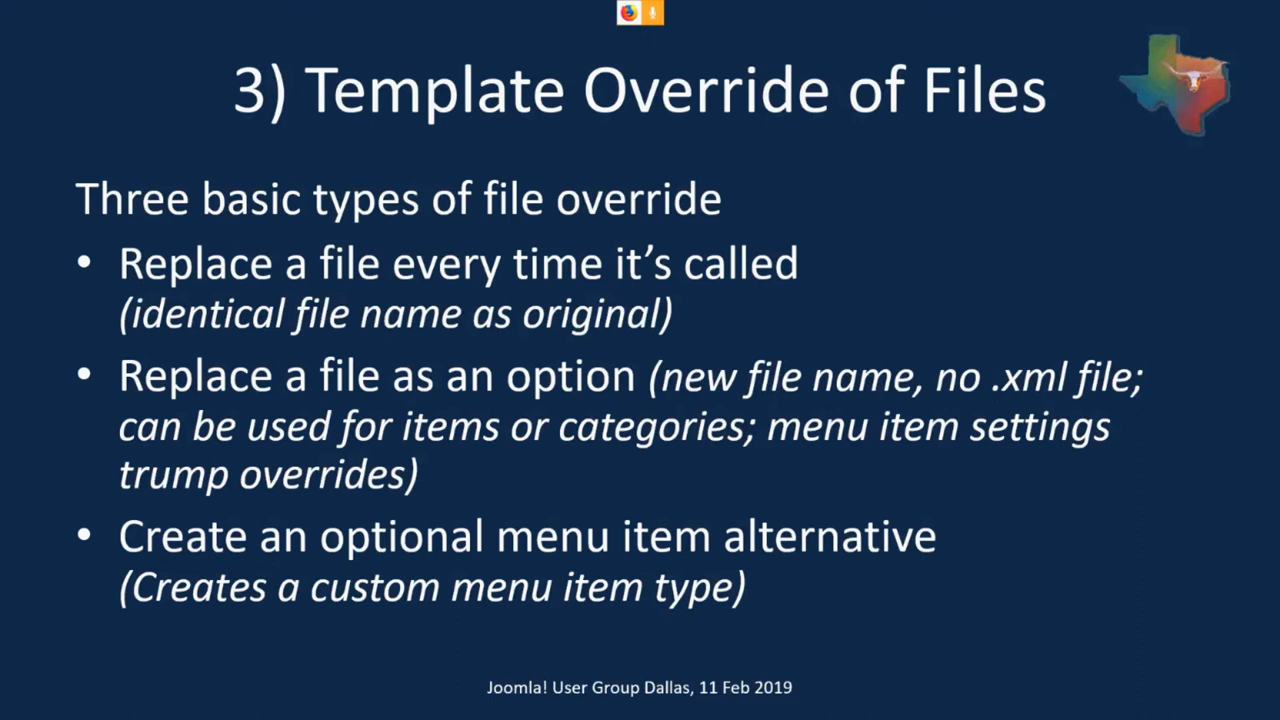 3) Template Override of Files
Three basic types of file override
• Replace a file every time it’s called
(identical file name as original)
• Replace a file as an option (new file name, no .xml file;
can be used for items or categories; menu item settings
trump overrides)
• Create an optional menu item alternative
(Creates a custom menu item type)
Joomla! User Group Dallas, 11 Feb 2019